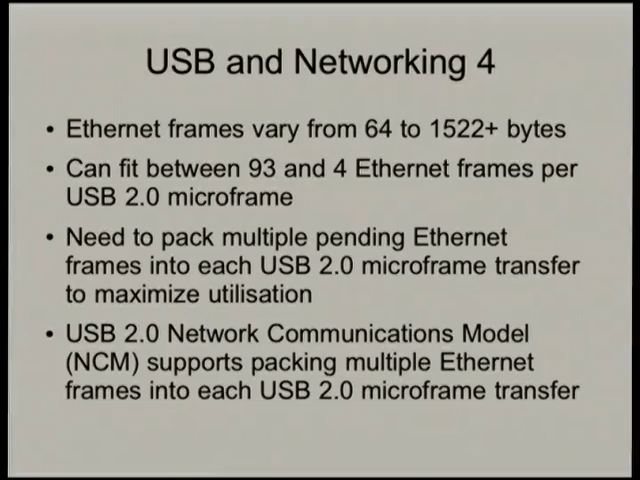 USB and Networking 4
• Ethernet frames vary from 64 to 1522+ bytes
• Can fit between 93 and 4 Ethernet frames per
USB 2.0 microframe
• Need to pack multiple pending Ethernet
frames into each USB 2.0 microframe transfer
to maximize utilisation
• USB 2.0 Network Communications Model
(NCM) supports packing multiple Ethernet
frames into each USB 2.0 microframe transfer